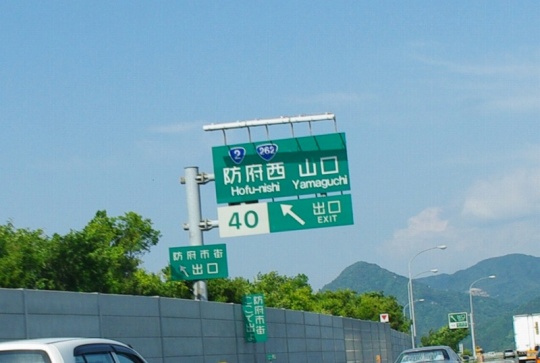 2 262
防府西 山口
Hofu-nishi Yamaguchi
40 出口
EXIT
防府市街
出口
防府市街